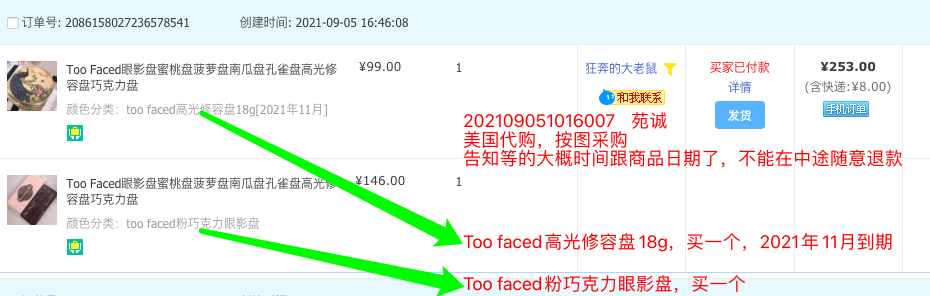 订单号: 2086158027236578541 创建时间: 2021-09-05 16:46:08
Too Faced眼影盘蜜桃盘菠萝盘南瓜盘孔雀盘高光修容盘巧克力盘
颜色分类：too faced高光修容盘18g[2021年11月]
¥99.00
1
狂奔的大老鼠
和我联系
买家已付款
详情
发货
¥253.00
(含快递:¥8.00)
手机订单
202109051016007 苑诚
美国代购，按图采购
告知等的大概时间跟商品日期了，不能在中途随意退款
Too Faced眼影盘蜜桃盘菠萝盘南瓜盘孔雀盘高光修容盘巧克力盘
颜色分类：too faced粉巧克力眼影盘
¥146.00
1
Too faced高光修容盘18g，买一个，2021年11月到期
Too faced粉巧克力眼影盘，买一个